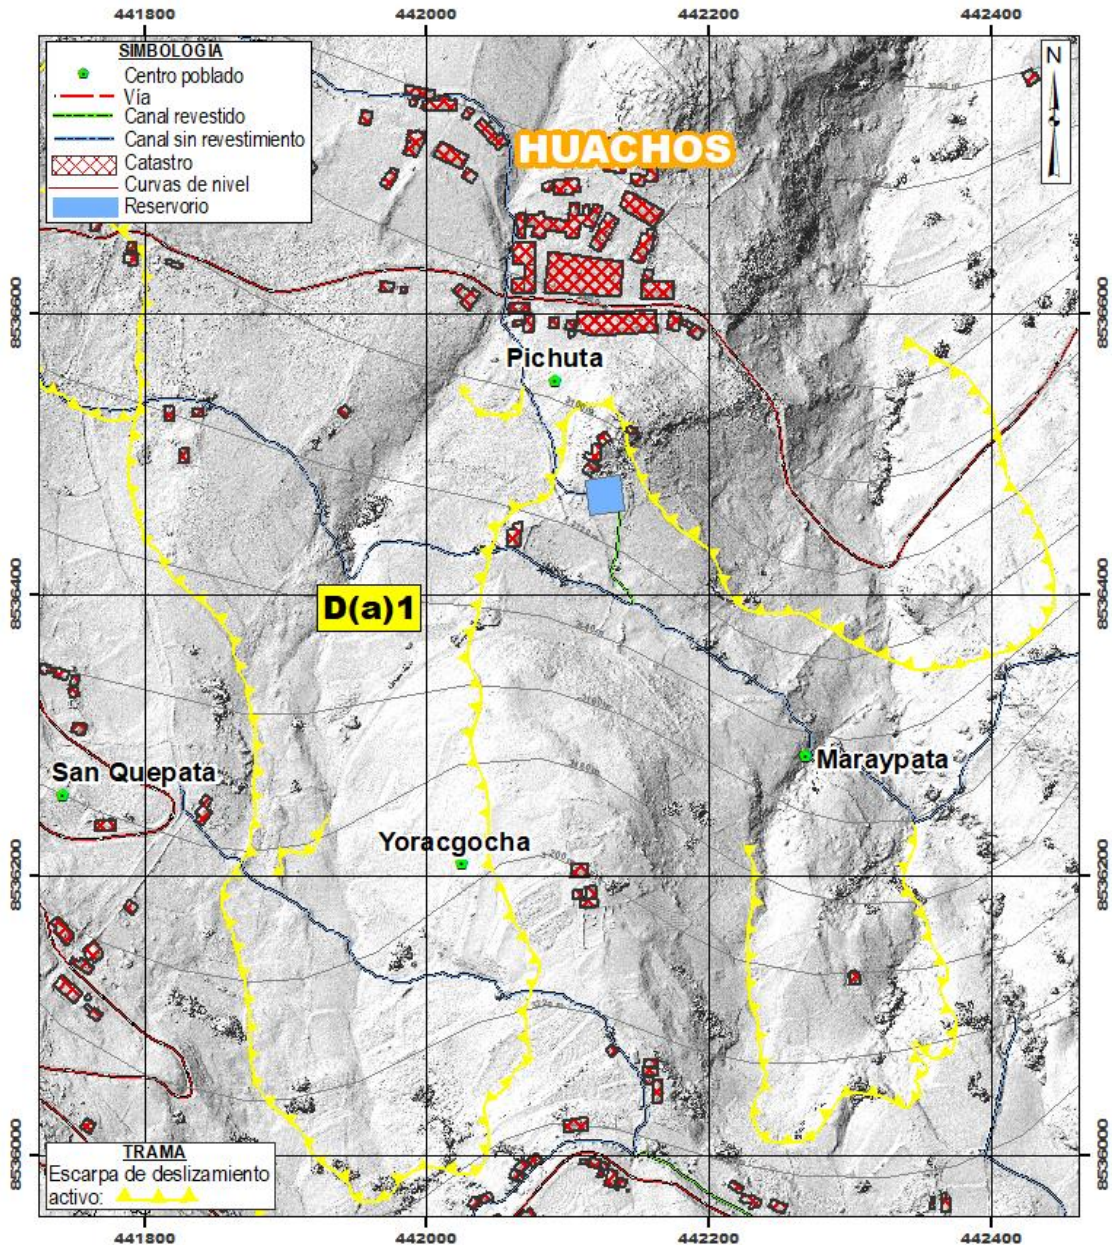 441800 442000 442200 442400
SIMBOLOGIA
Centro poblado
Vía
Canal revestido
Canal sin revestimiento
Catastro
Curvas de nivel
Reservorio
N
HUACHOS
8536600 8536600
Pichuta
8536400 8536400
D(a)1
San Quepata
Maraypata
Yoracgocha
8536200 8536200
8536000 8536000
TRAMA
Escarpa de deslizamiento
activo:
441800 442000 442200 442400